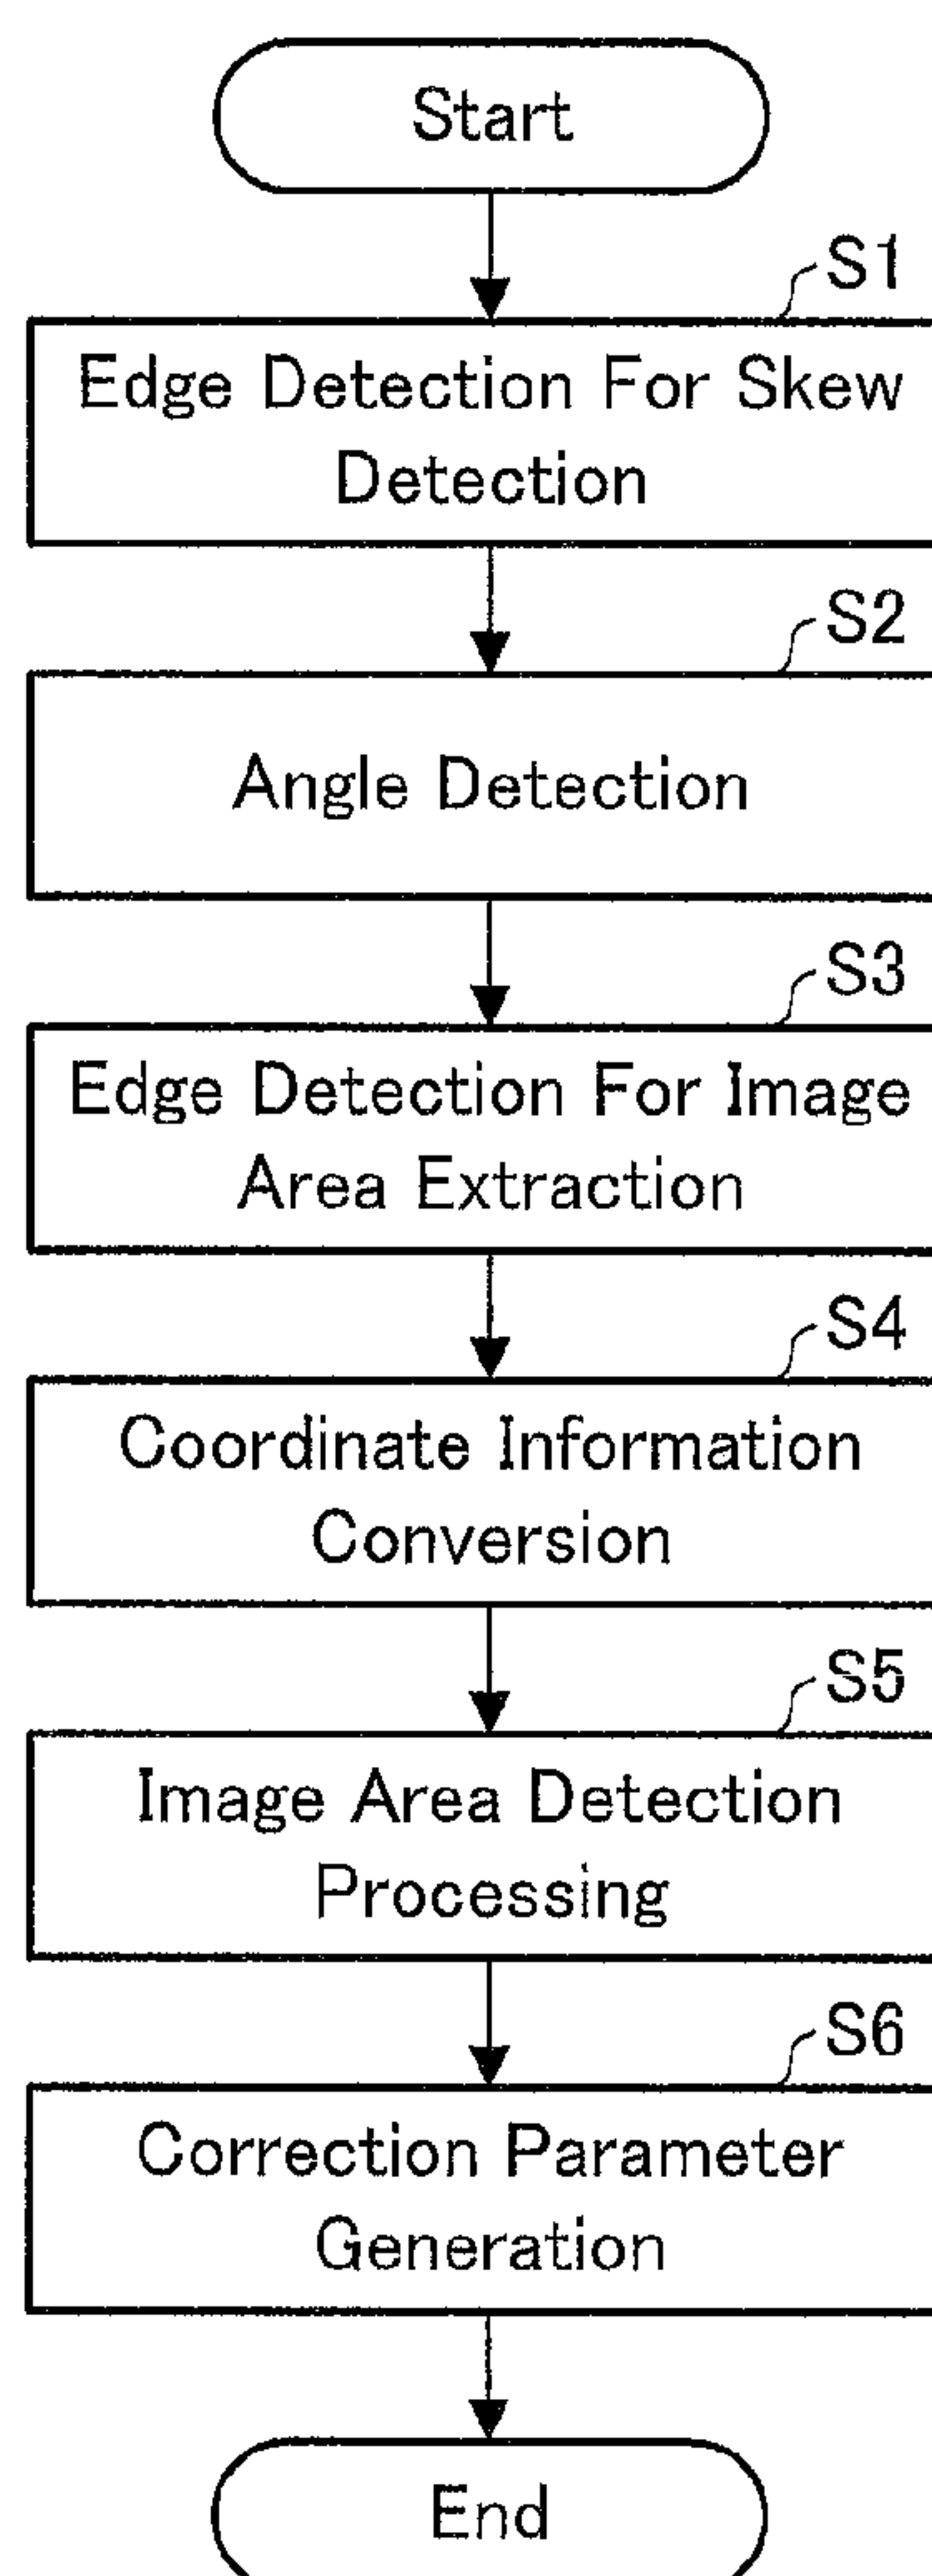 Start
S1
Edge Detection For Skew
Detection
S2
Angle Detection
S3
Edge Detection For Image
Area Extraction
S4
Coordinate Information
Conversion
S5
Image Area Detection
Processing
S6
Correction Parameter
Generation
End